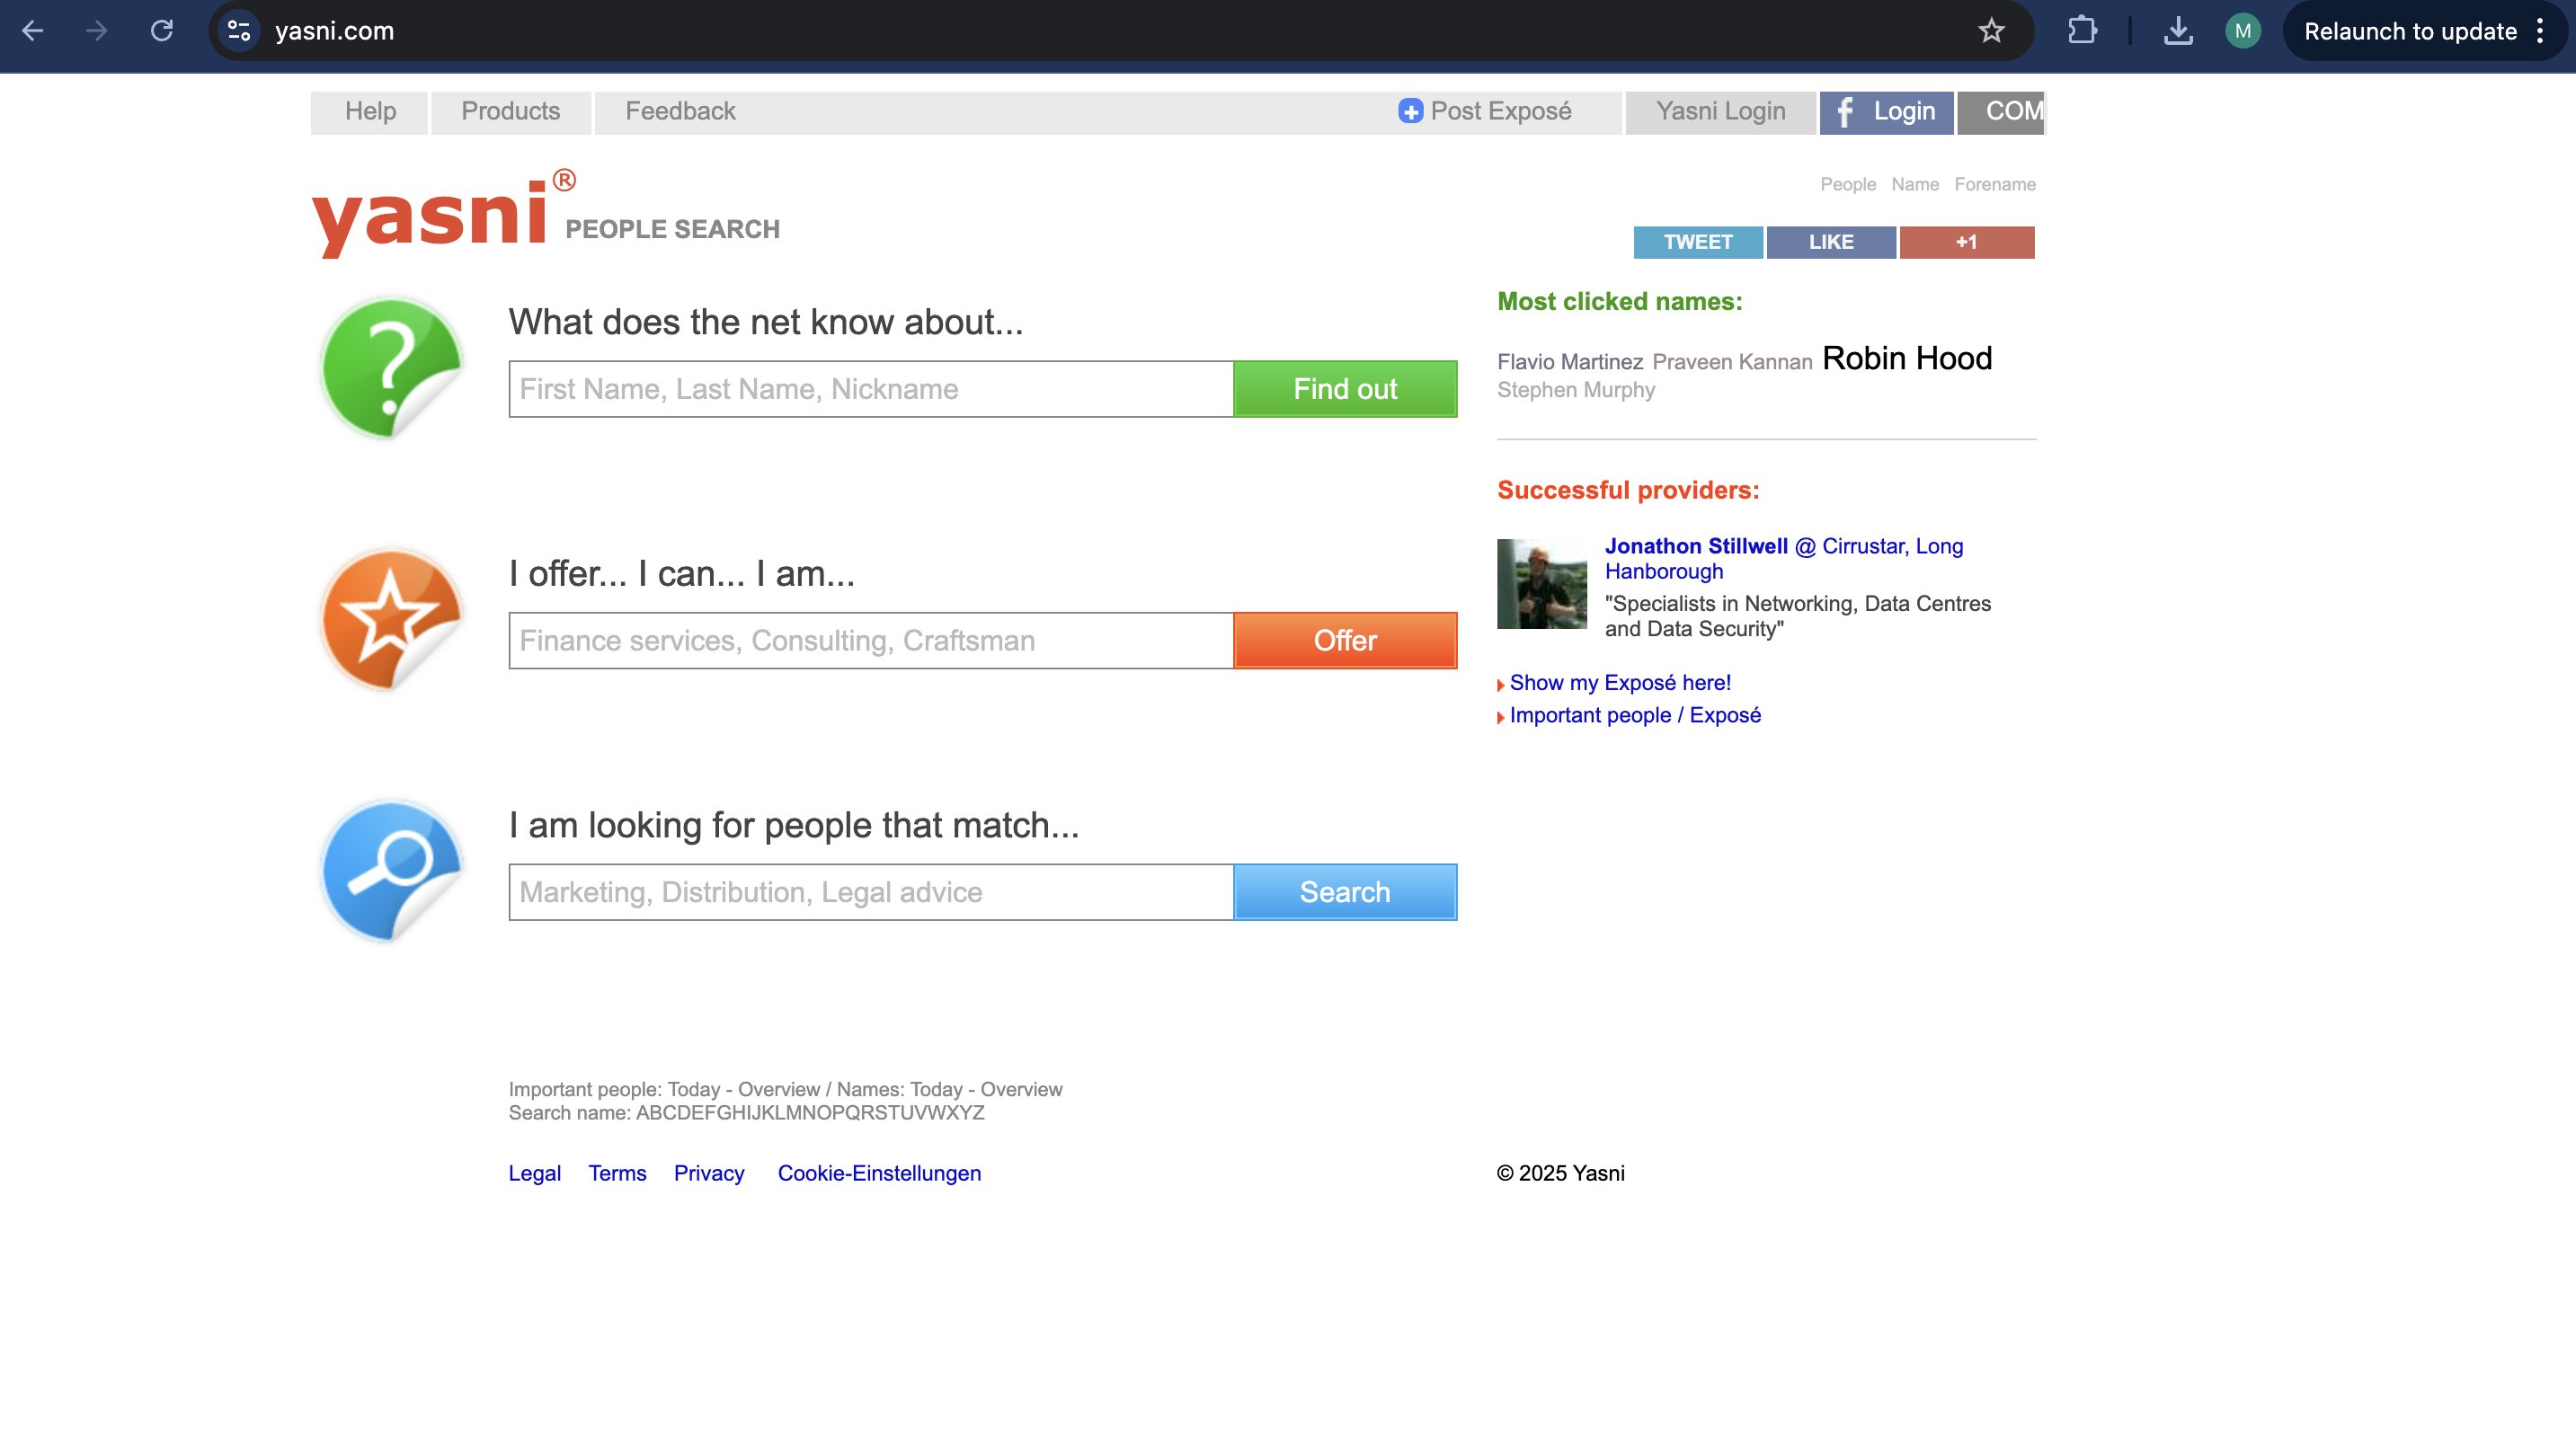 yasni.com
Relaunch to update
M
Help
Products
Feedback
Post Exposé
Yasni Login
f Login
COM
yasni®
PEOPLE SEARCH
People Name Forename
TWEET
LIKE
+1
What does the net know about...
First Name, Last Name, Nickname
Find out
I offer... I can... I am...
Finance services, Consulting, Craftsman
Offer
I am looking for people that match...
Marketing, Distribution, Legal advice
Search
Most clicked names:
Flavio Martinez Praveen Kannan Robin Hood
Stephen Murphy
Successful providers:
Jonathon Stillwell @ Cirrustar, Long
Hanborough
"Specialists in Networking, Data Centres
and Data Security"
Show my Exposé here!
Important people / Exposé
Important people: Today - Overview / Names: Today - Overview
Search name: ABCDEFGHIJKLMNOPQRSTUVWXYZ
Legal
Terms
Privacy
Cookie-Einstellungen
© 2025 Yasni